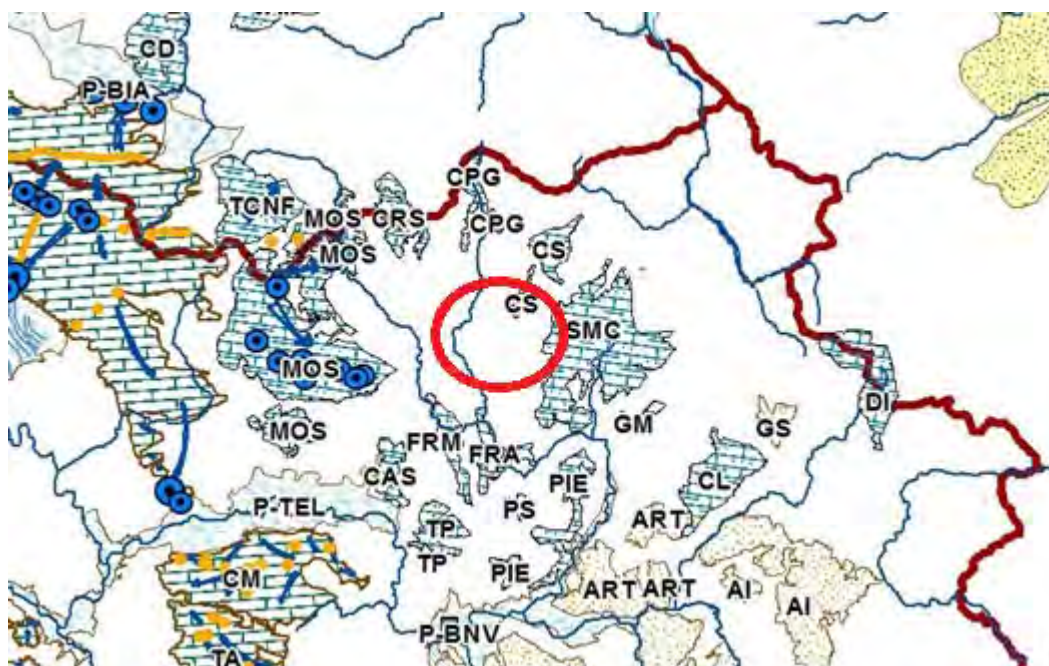 CD
P-BIA
CPG
TCNF
MOS
CRS
CPG
MOS
CS
CS
SMC
MOS
DI
MOS
GM
GS
FRM
FRA
CAS
PIE
CL
P-TEL
PS
TP
ART
TP
PIE
CM
ART
ART
AI
AI
P-BNV
TA